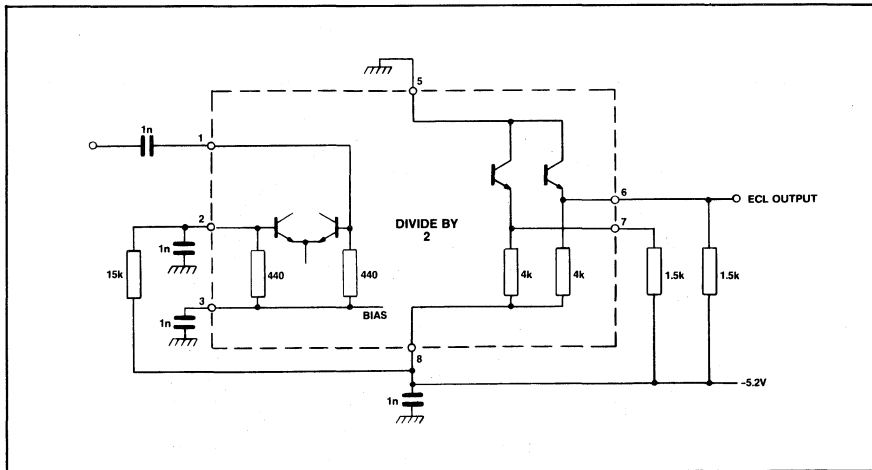 5
1n
1
6
ECL OUTPUT
2
7
DIVIDE BY
2
1n
15k
440
440
4k
4k
1.5k
1.5k
3
BIAS
1n
8
-5.2V
1n